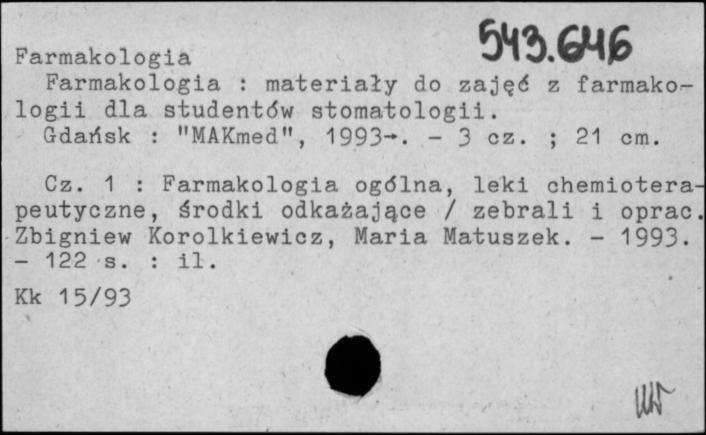 543.646
Farmakologia
Farmakologia : materiały do zajęć z farmako-
logii dla studentów stomatologii.
Gdańsk : "MAKmed", 1993-. - 3 cz. ; 21 cm.
Cz. 1 : Farmakologia ogólna, leki chemiotera-
peutyczne, środki odkażające / zebrali i oprac.
Zbigniew Korolkiewicz, Maria Matuszek. - 1993.
- 122 s. : il.
Kk 15/93